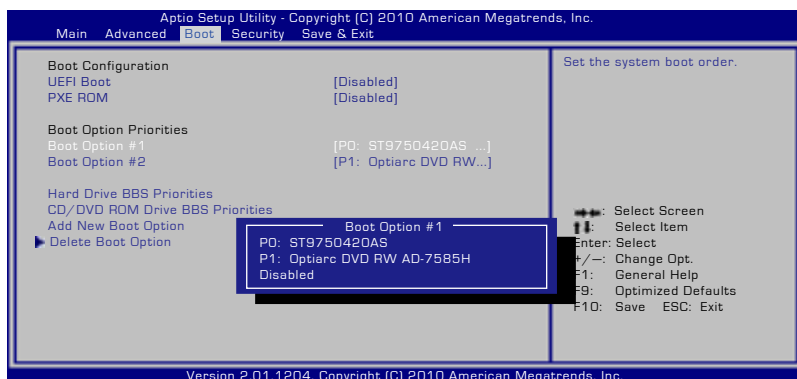 Aptio Setup Utility - Copyright (C) 2010 American Megatrends, Inc.
Main Advanced Boot Security Save & Exit
Boot Configuration
UEFI Boot [Disabled]
PXE ROM [Disabled]
Boot Option Priorities
Boot Option #1 [P0: ST9750420AS ...]
Boot Option #2 [P1: Optiarc DVD RW...]
Hard Drive BBS Priorities
CD/DVD ROM Drive BBS Priorities
Add New Boot Option
Delete Boot Option
Boot Option #1
P0: ST9750420AS
P1: Optiarc DVD RW AD-7585H
Disabled
Set the system boot order.
: Select Screen
: Select Item
Enter: Select
+/—: Change Opt.
F1: General Help
F9: Optimized Defaults
F10: Save ESC: Exit
Version 2.01.1204. Copyright (C) 2010 American Megatrends, Inc.